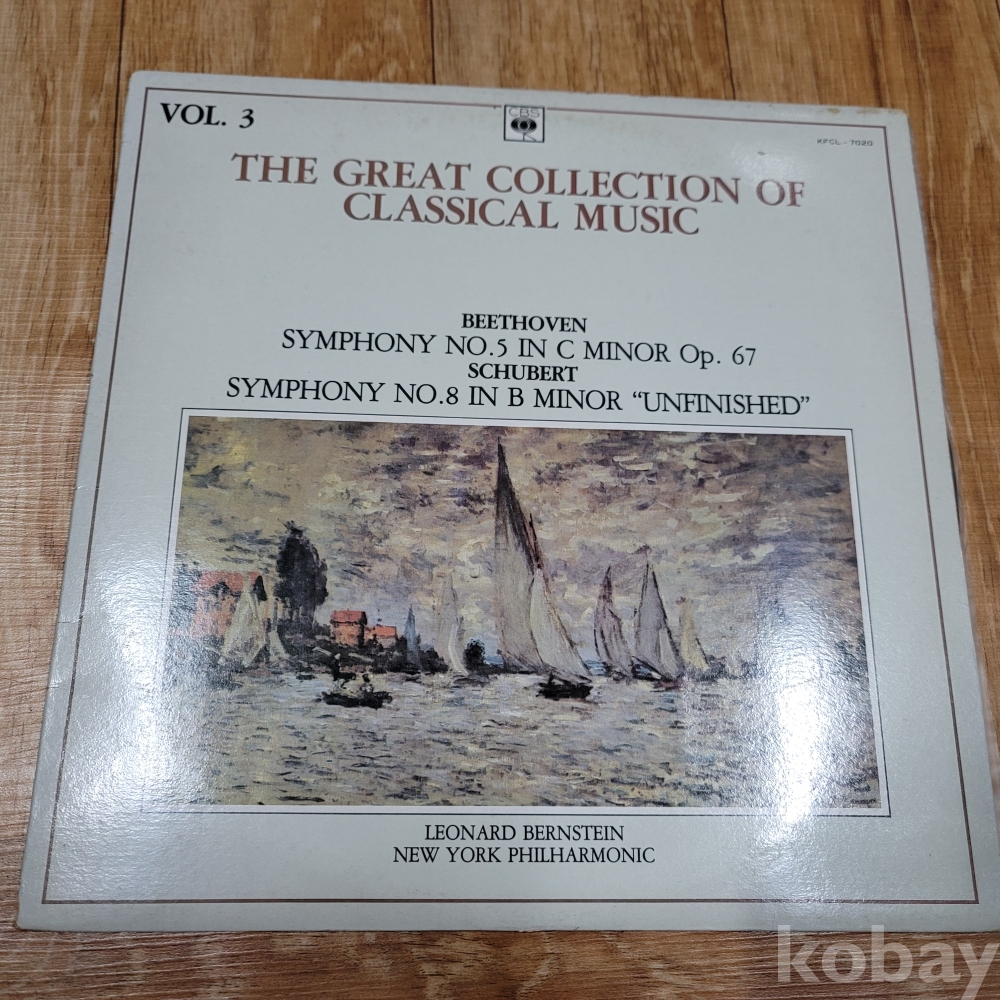 VOL. 3
CBS
KFCL - 7020
THE GREAT COLLECTION OF
CLASSICAL MUSIC
BEETHOVEN
SYMPHONY NO.5 IN C MINOR Op. 67
SCHUBERT
SYMPHONY NO.8 IN B MINOR “UNFINISHED”
LEONARD BERNSTEIN
NEW YORK PHILHARMONIC
kobay